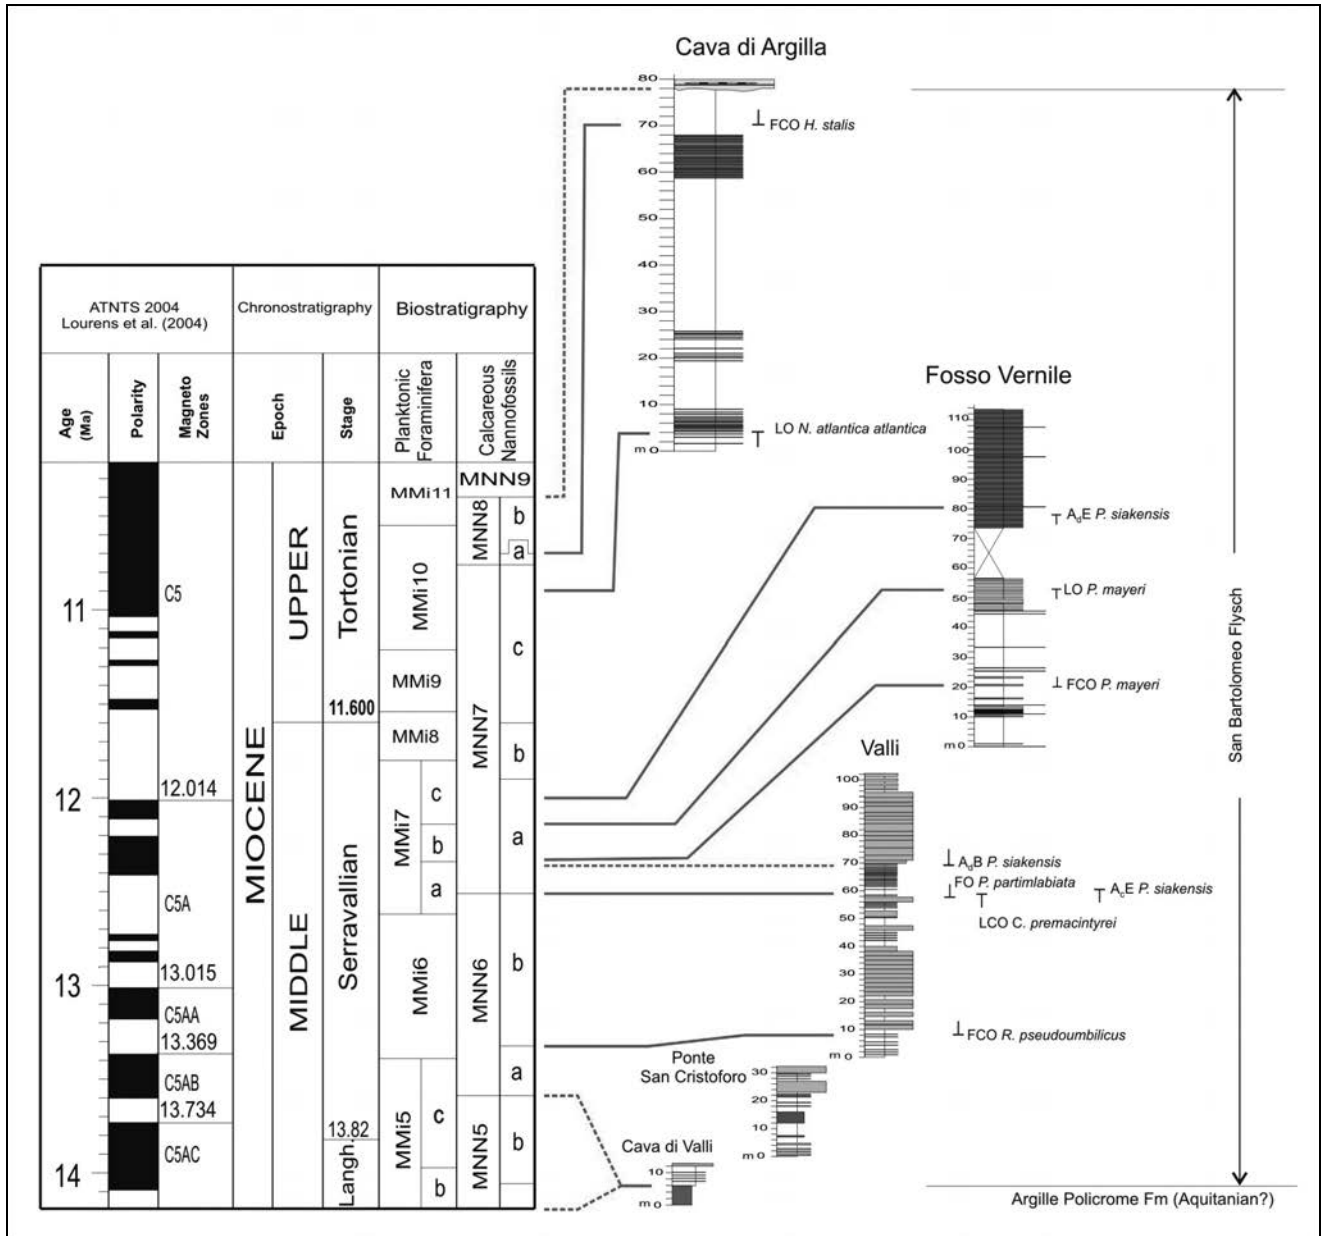 Cava di Argilla
80
70
60
50
40
30
20
10
m 0
FCO H. stalis
LO N. atlantica atlantica
Fosso Vernile
110
100
90
80
70
60
50
40
30
20
10
m 0
AdE P. siakensis
LO P. mayeri
FCO P. mayeri
San Bartolomeo Flysch
ATNTS 2004
Lourens et al. (2004)
Chronostratigraphy
Biostratigraphy
Age
(Ma)
Polarity
Magneto
Zones
Epoch
Stage
Planktonic
Foraminifera
Calcareous
Nannofossils
11
12
13
14
C5
12.014
C5A
13.015
C5AA
13.369
C5AB
13.734
C5AC
MIOCENE
UPPER
MIDDLE
Tortonian
11.600
Serravallian
13.82
Langh.
MMi11
MMi10
MMi9
MMi8
MMi7
c
b
a
MMi6
MMi5
c
b
MNN9
MNN8
b
a
MNN7
c
b
a
MNN6
b
a
MNN5
b
Valli
100
90
80
70
60
50
40
30
20
10
m 0
AdB P. siakensis
FO P. partimlabiata
AcE P. siakensis
LCO C. premacintyrei
FCO R. pseudoumbilicus
Ponte
San Cristoforo
30
20
10
m 0
Cava di Valli
10
m 0
Argille Policrome Fm (Aquitanian?)